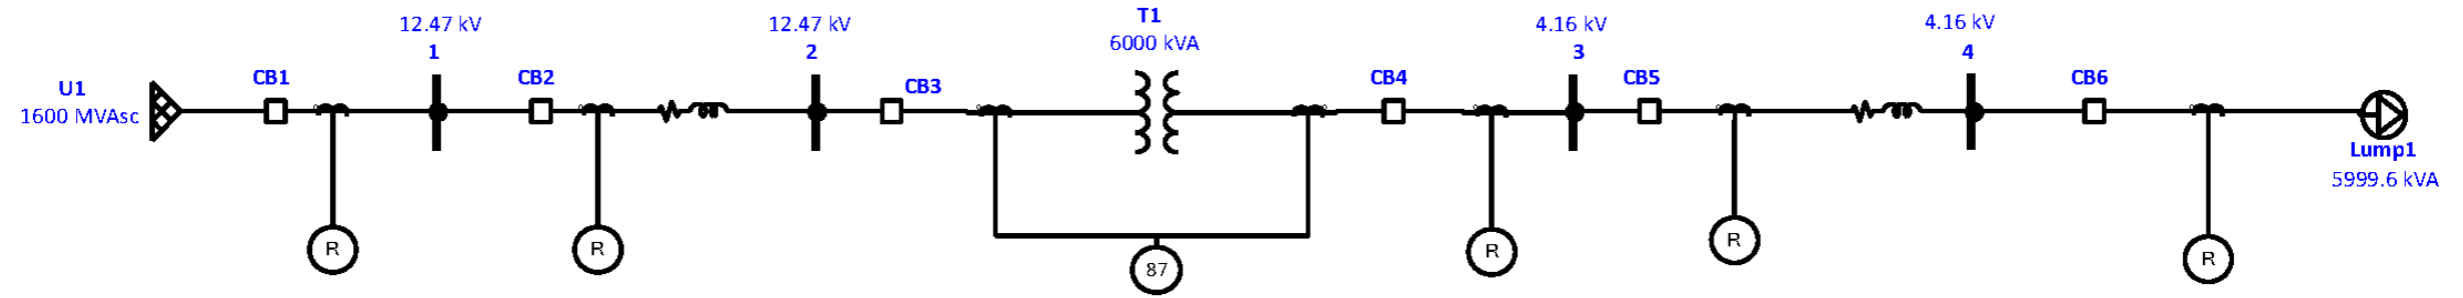 U1
1600 MVAsc
CB1
12.47 kV
1
CB2
12.47 kV
2
CB3
T1
6000 kVA
CB4
4.16 kV
3
CB5
4.16 kV
4
CB6
Lump1
5999.6 kVA
R
R
87
R
R
R